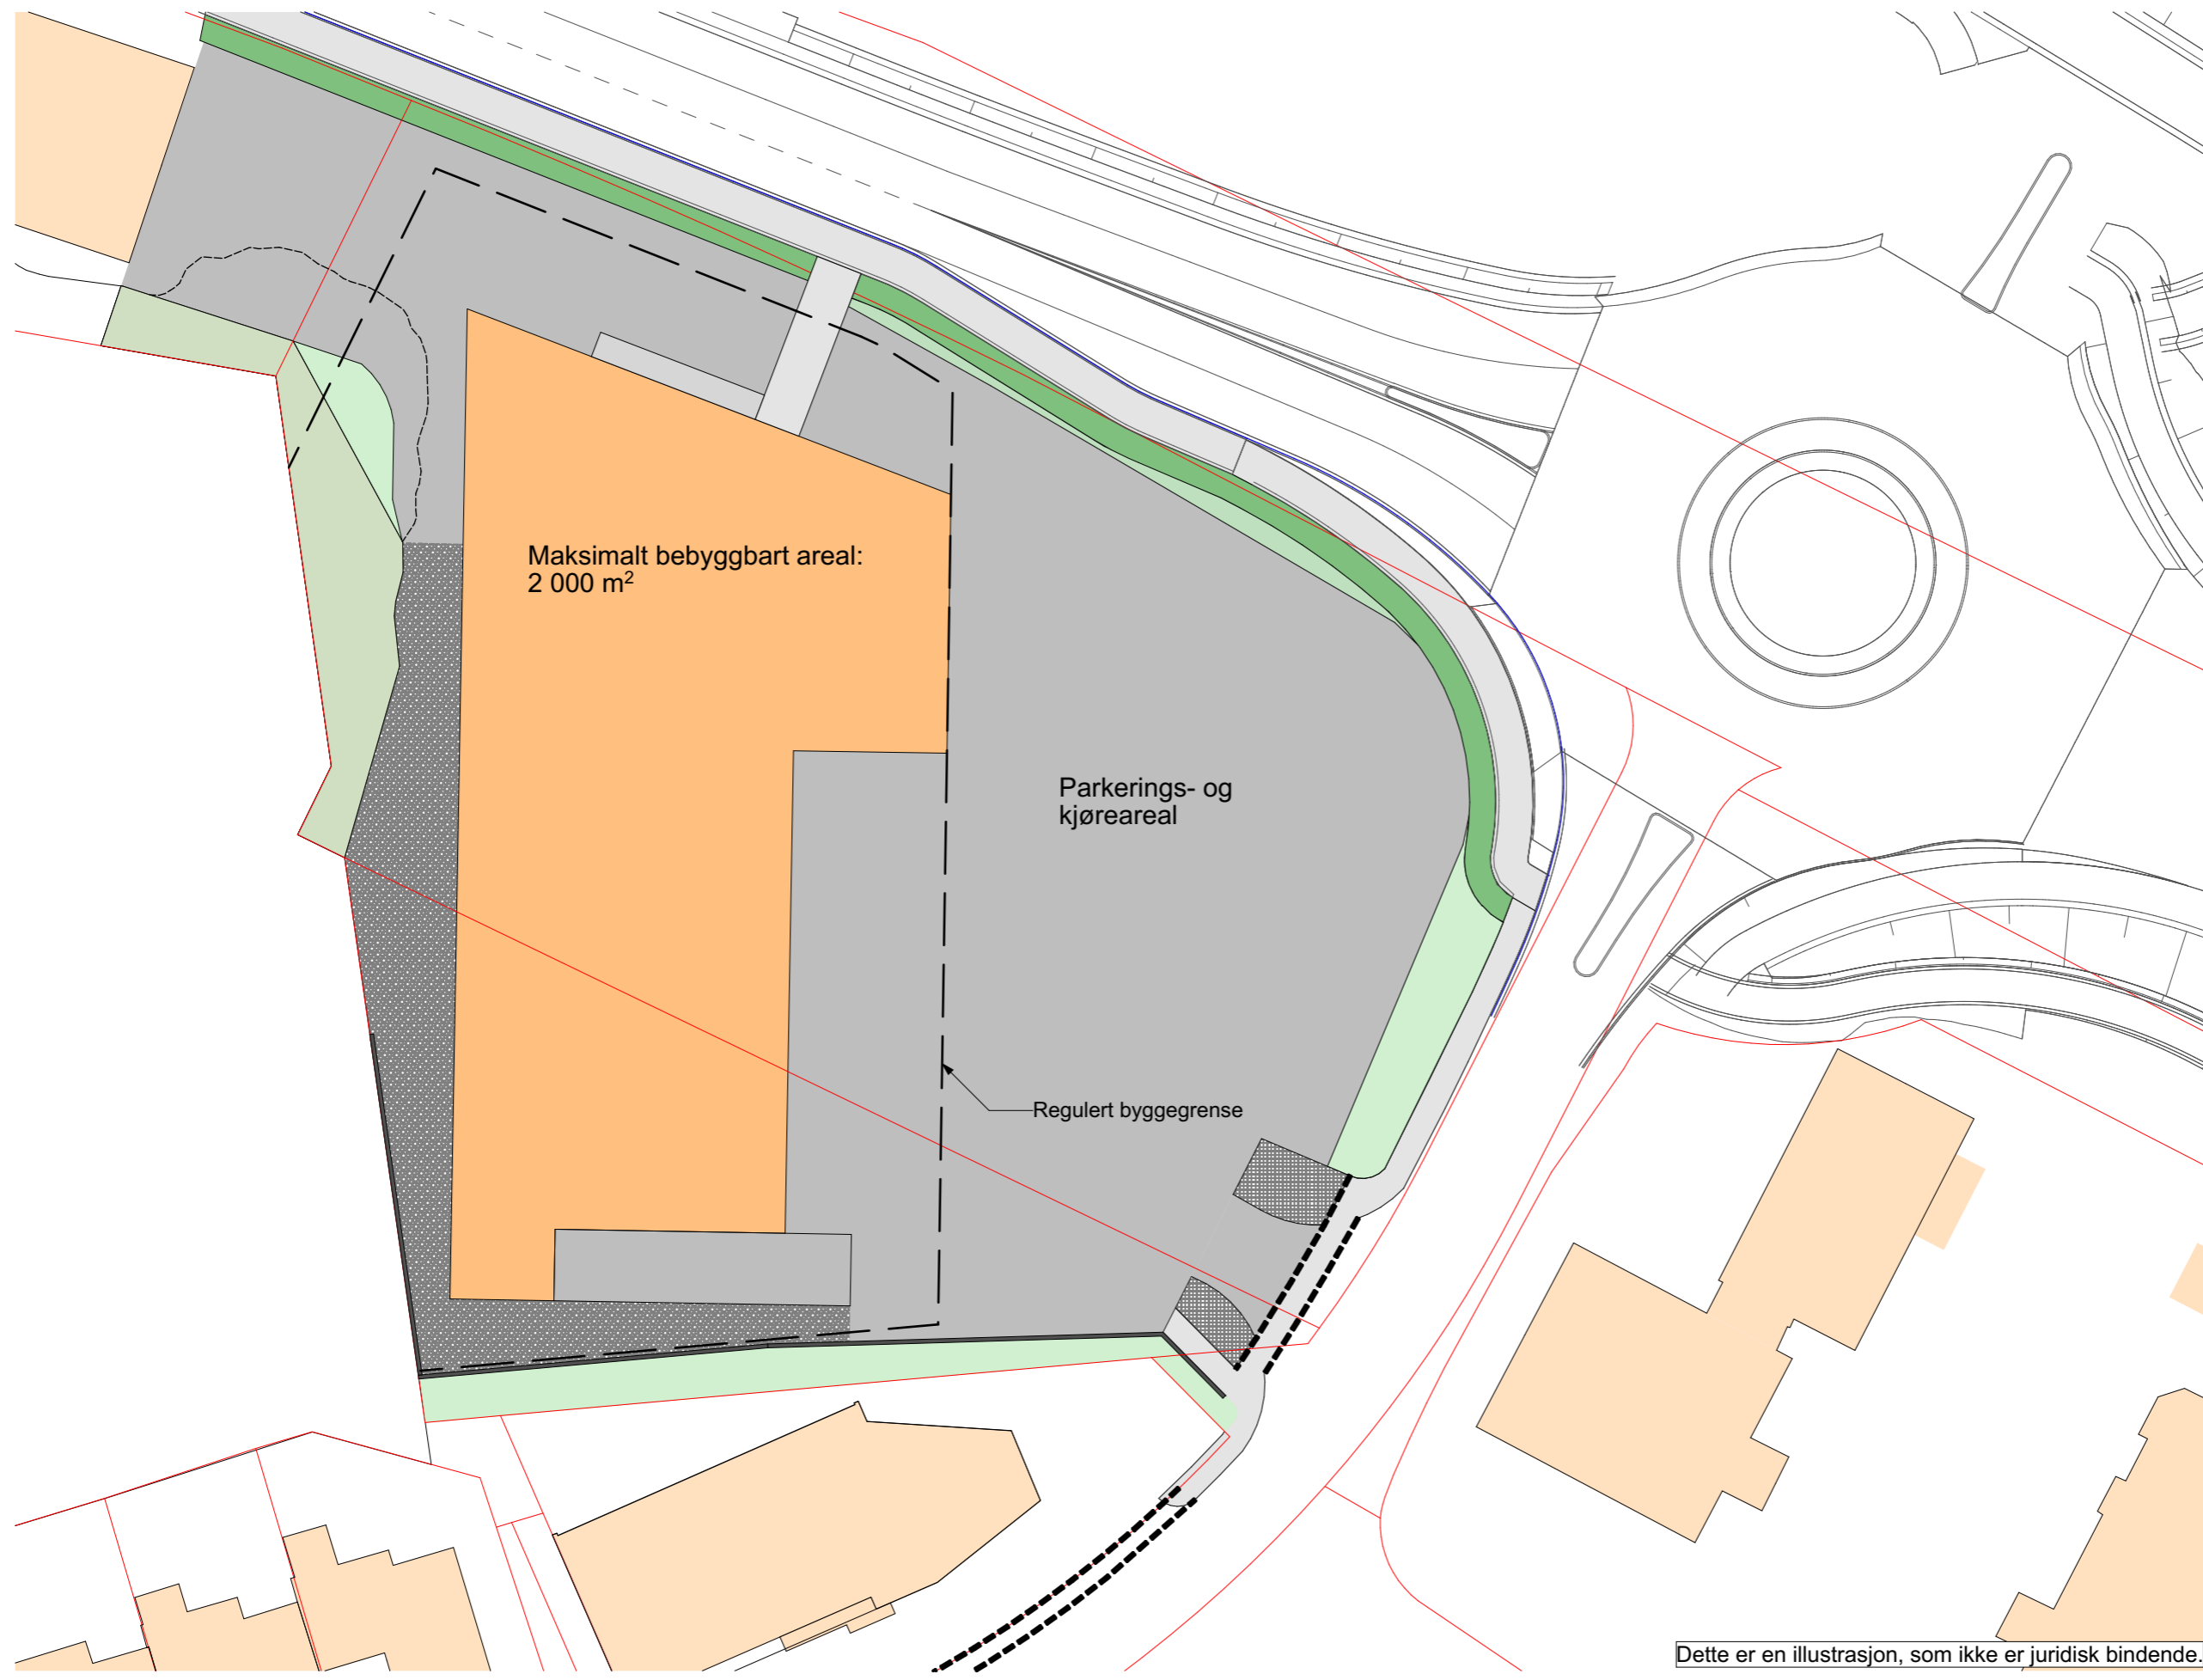 Maksimalt bebyggbart areal:
2 000 m²
Parkerings- og
kjøreareal
Regulert byggegrense
Dette er en illustrasjon, som ikke er juridisk bindende.